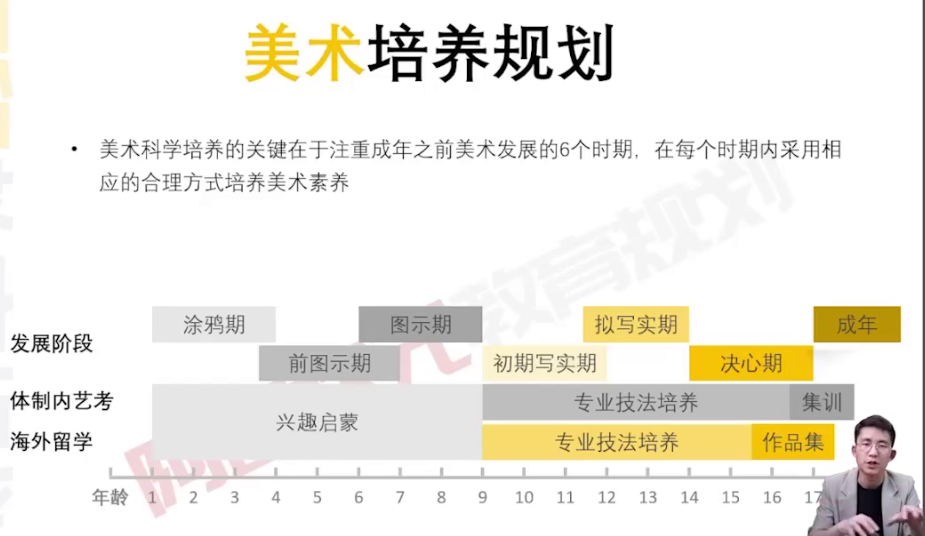 美术培养规划
• 美术科学培养的关键在于注重成年之前美术发展的6个时期，在每个时期内采用相
应的合理方式培养美术素养
涂鸦期 图示期 拟写实期 成年
发展阶段
前图示期 初期写实期 决心期
体制内艺考 专业技法培养 集训
兴趣启蒙
海外留学 专业技法培养 作品集
年龄 1 2 3 4 5 6 7 8 9 10 11 12 13 14 15 16 17
教育规划